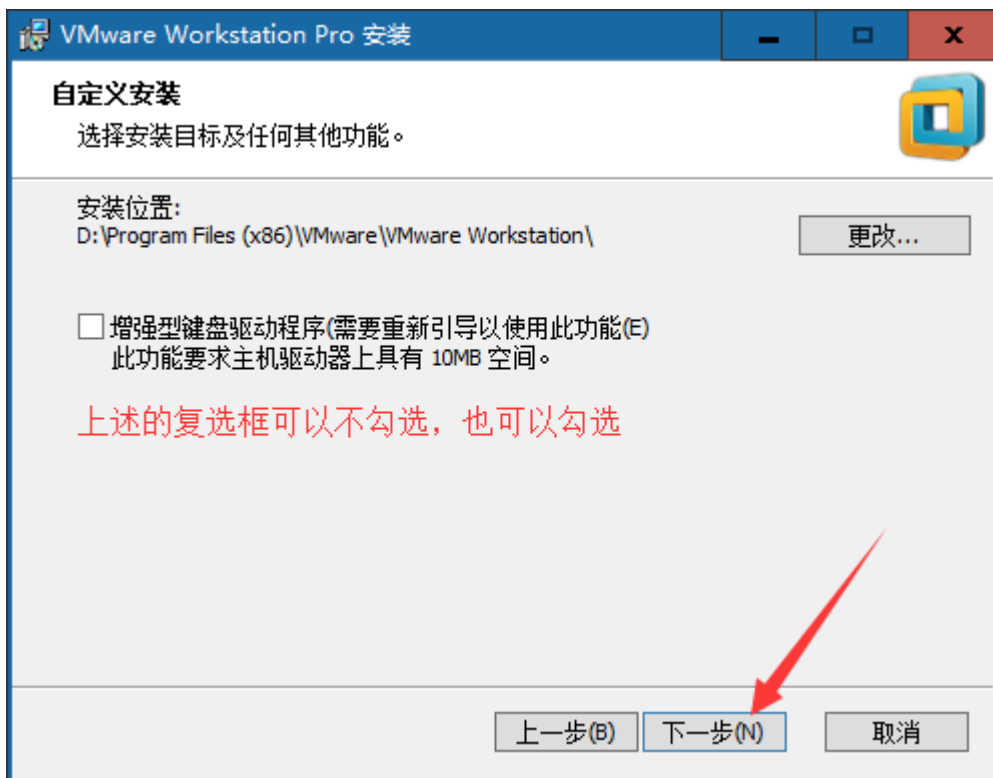 VMware Workstation Pro 安装
自定义安装
选择安装目标及任何其他功能。
安装位置:
D:\Program Files (x86)\VMware\VMware Workstation\
更改...
增强型键盘驱动程序(需要重新引导以使用此功能(E)
此功能要求主机驱动器上具有 10MB 空间。
上述的复选框可以不勾选，也可以勾选
上一步(B) 下一步(N) 取消